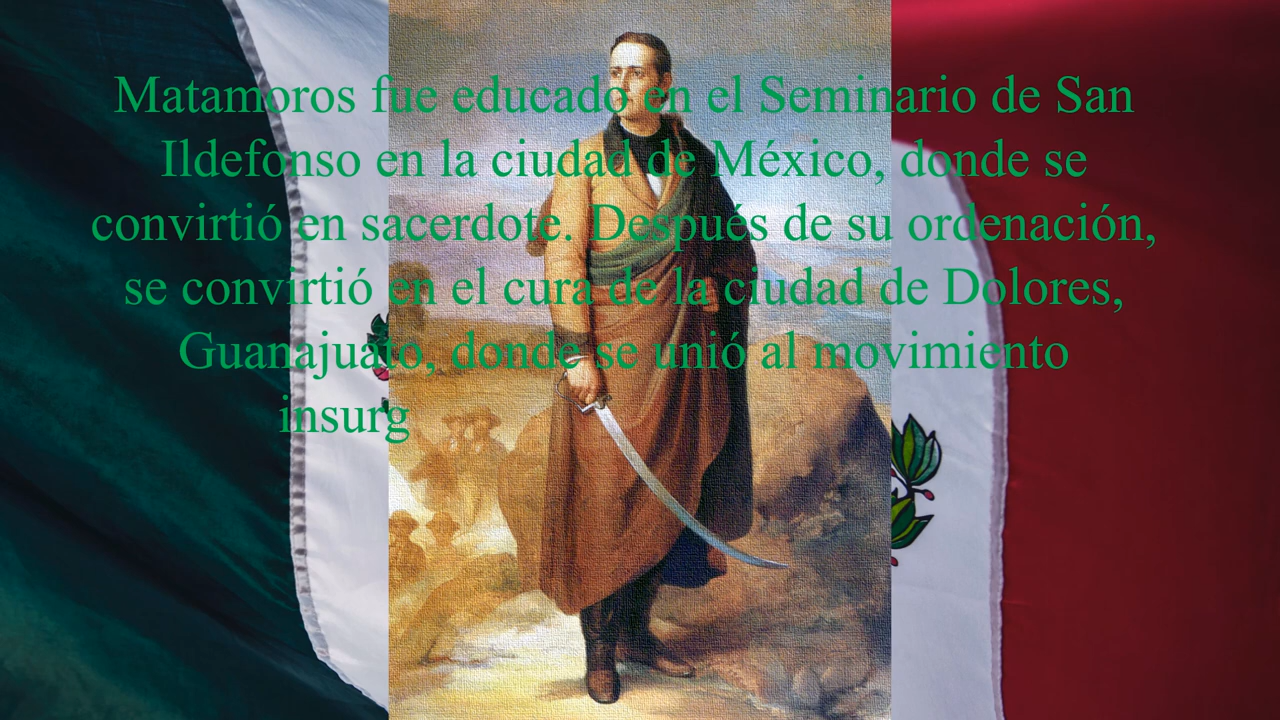 Matamoros fue educado en el Seminario de San
Ildefonso en la ciudad de México, donde se
convirtió en sacerdote. Después de su ordenación,
se convirtió en el cura de la ciudad de Dolores,
Guanajuato, donde se unió al movimiento
insurg